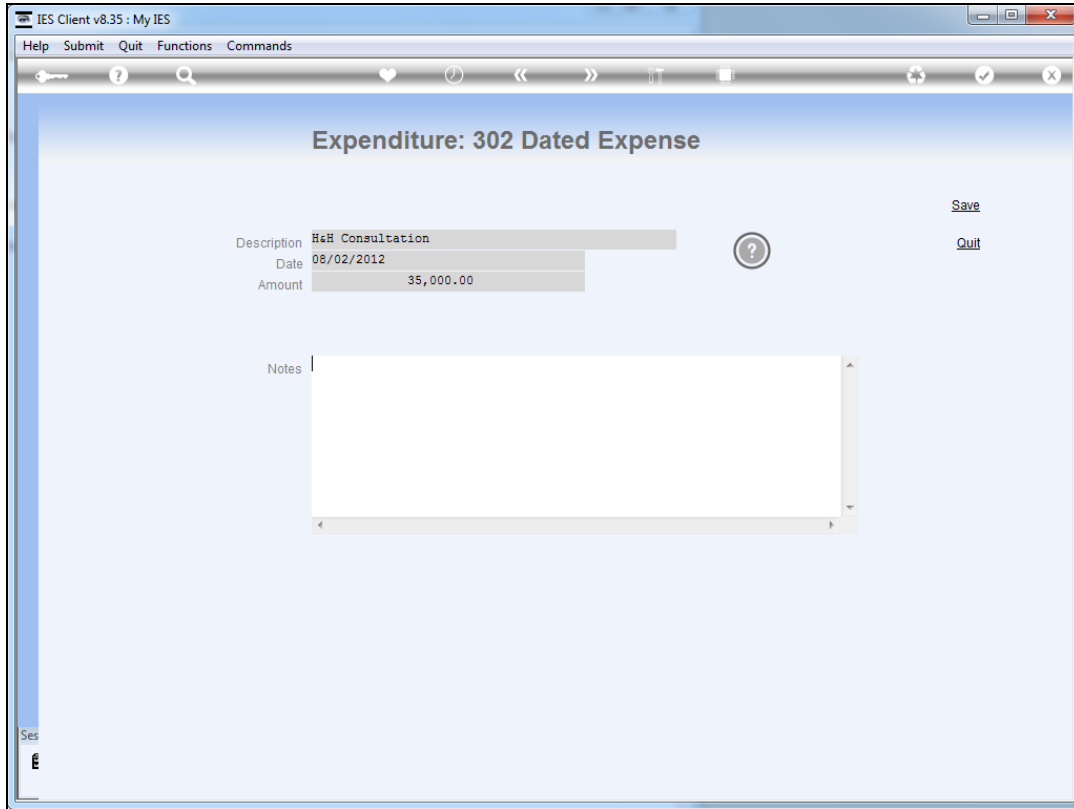 IES Client v8.35 : My IES
Help Submit Quit Functions Commands
Expenditure: 302 Dated Expense
Save
Description H&H Consultation
Quit
Date 08/02/2012
Amount 35,000.00
Notes
Ses